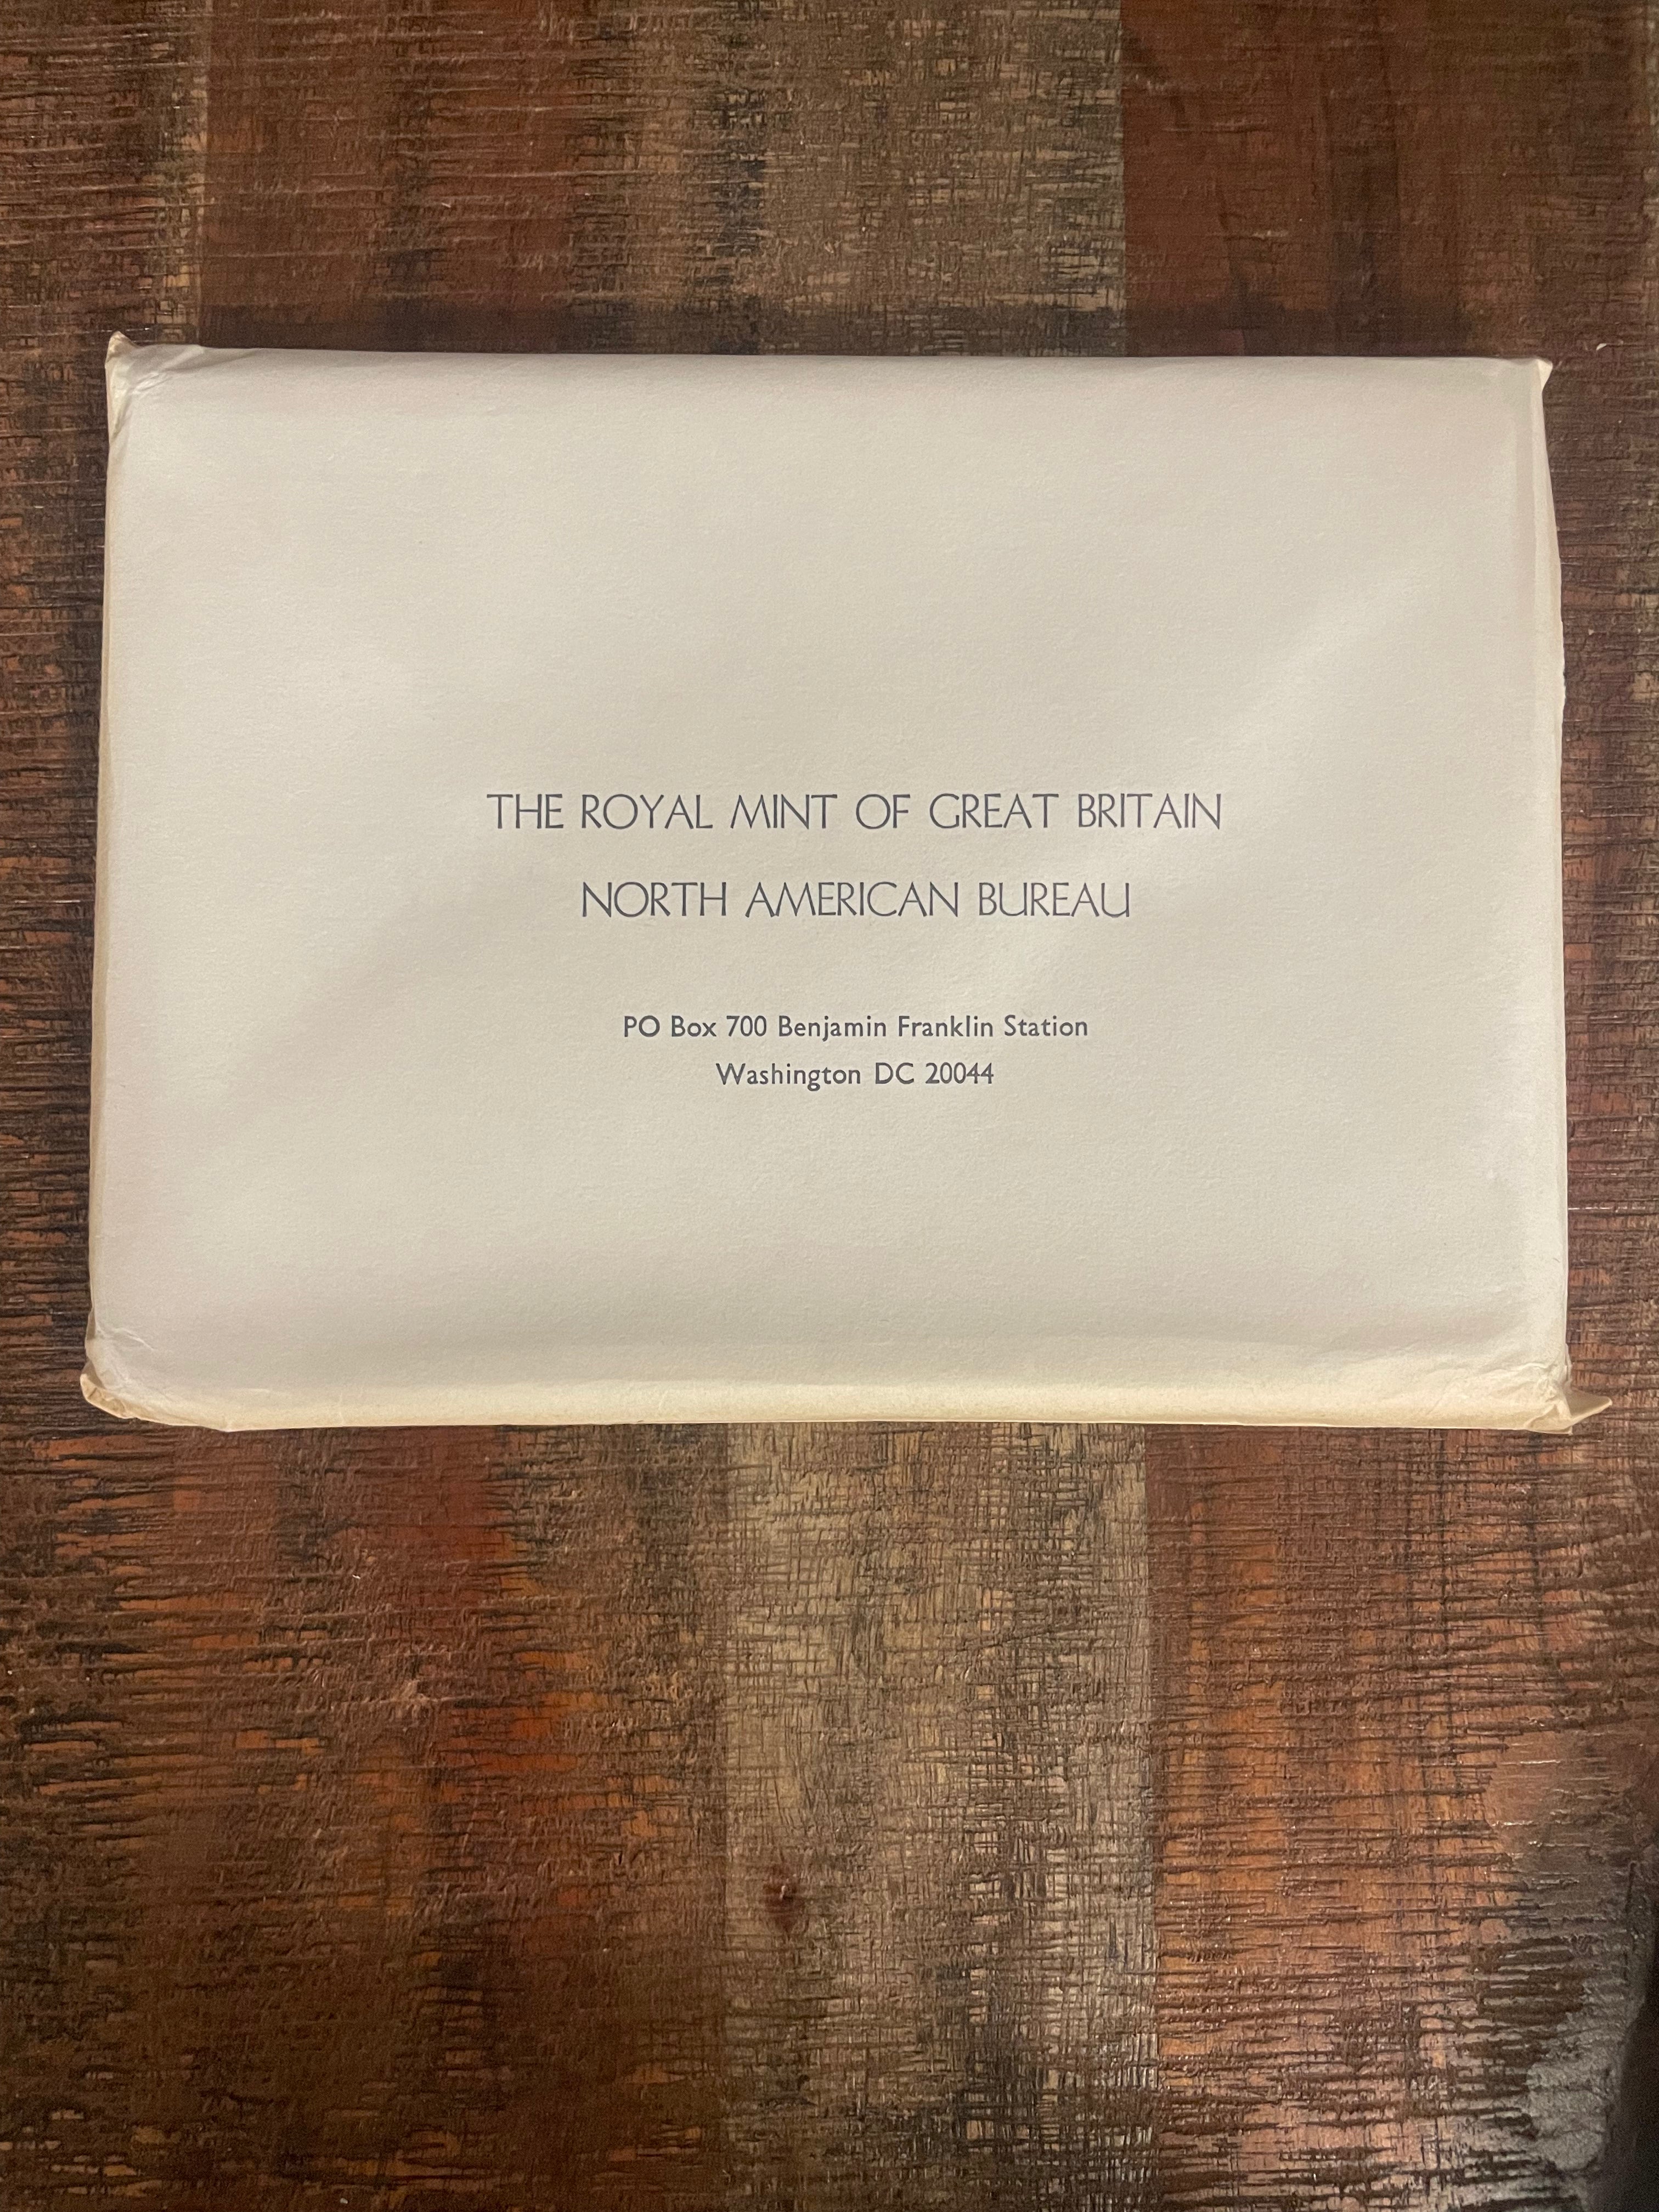 THE ROYAL MINT OF GREAT BRITAIN
NORTH AMERICAN BUREAU
PO Box 700 Benjamin Franklin Station
Washington DC 20044